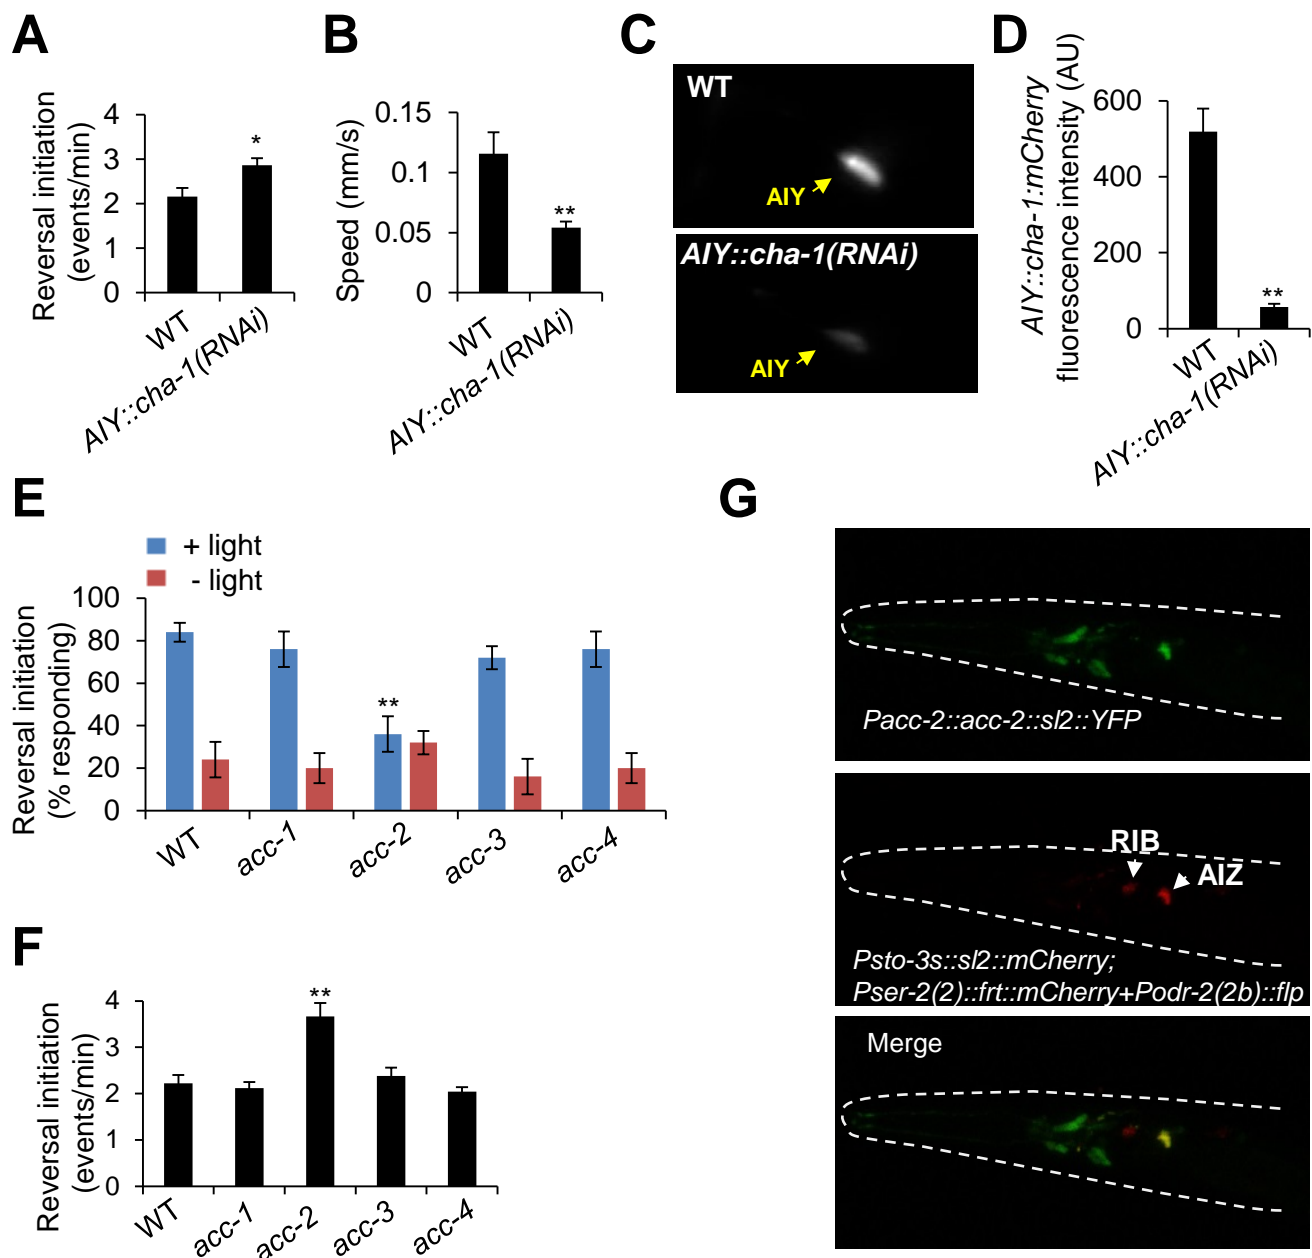 A
Reversal initiation
(events/min)
4
3
2
1
0
*
WT
AIY::cha-1(RNAi)
B
Speed (mm/s)
0.15
0.1
0.05
0
**
WT
AIY::cha-1(RNAi)
C
WT
AIY
AIY::cha-1(RNAi)
AIY
D
AIY::cha-1:mCherry
fluorescence intensity (AU)
600
400
200
0
**
WT
AIY::cha-1(RNAi)
E
+ light
- light
Reversal initiation
(% responding)
100
80
60
40
20
0
**
WT
acc-1
acc-2
acc-3
acc-4
F
Reversal initiation
(events/min)
4
3
2
1
0
**
WT
acc-1
acc-2
acc-3
acc-4
G
Pacc-2::acc-2::sl2::YFP
RIB
AIZ
Psto-3s::sl2::mCherry;
Pser-2(2)::frt::mCherry+Podr-2(2b)::flp
Merge